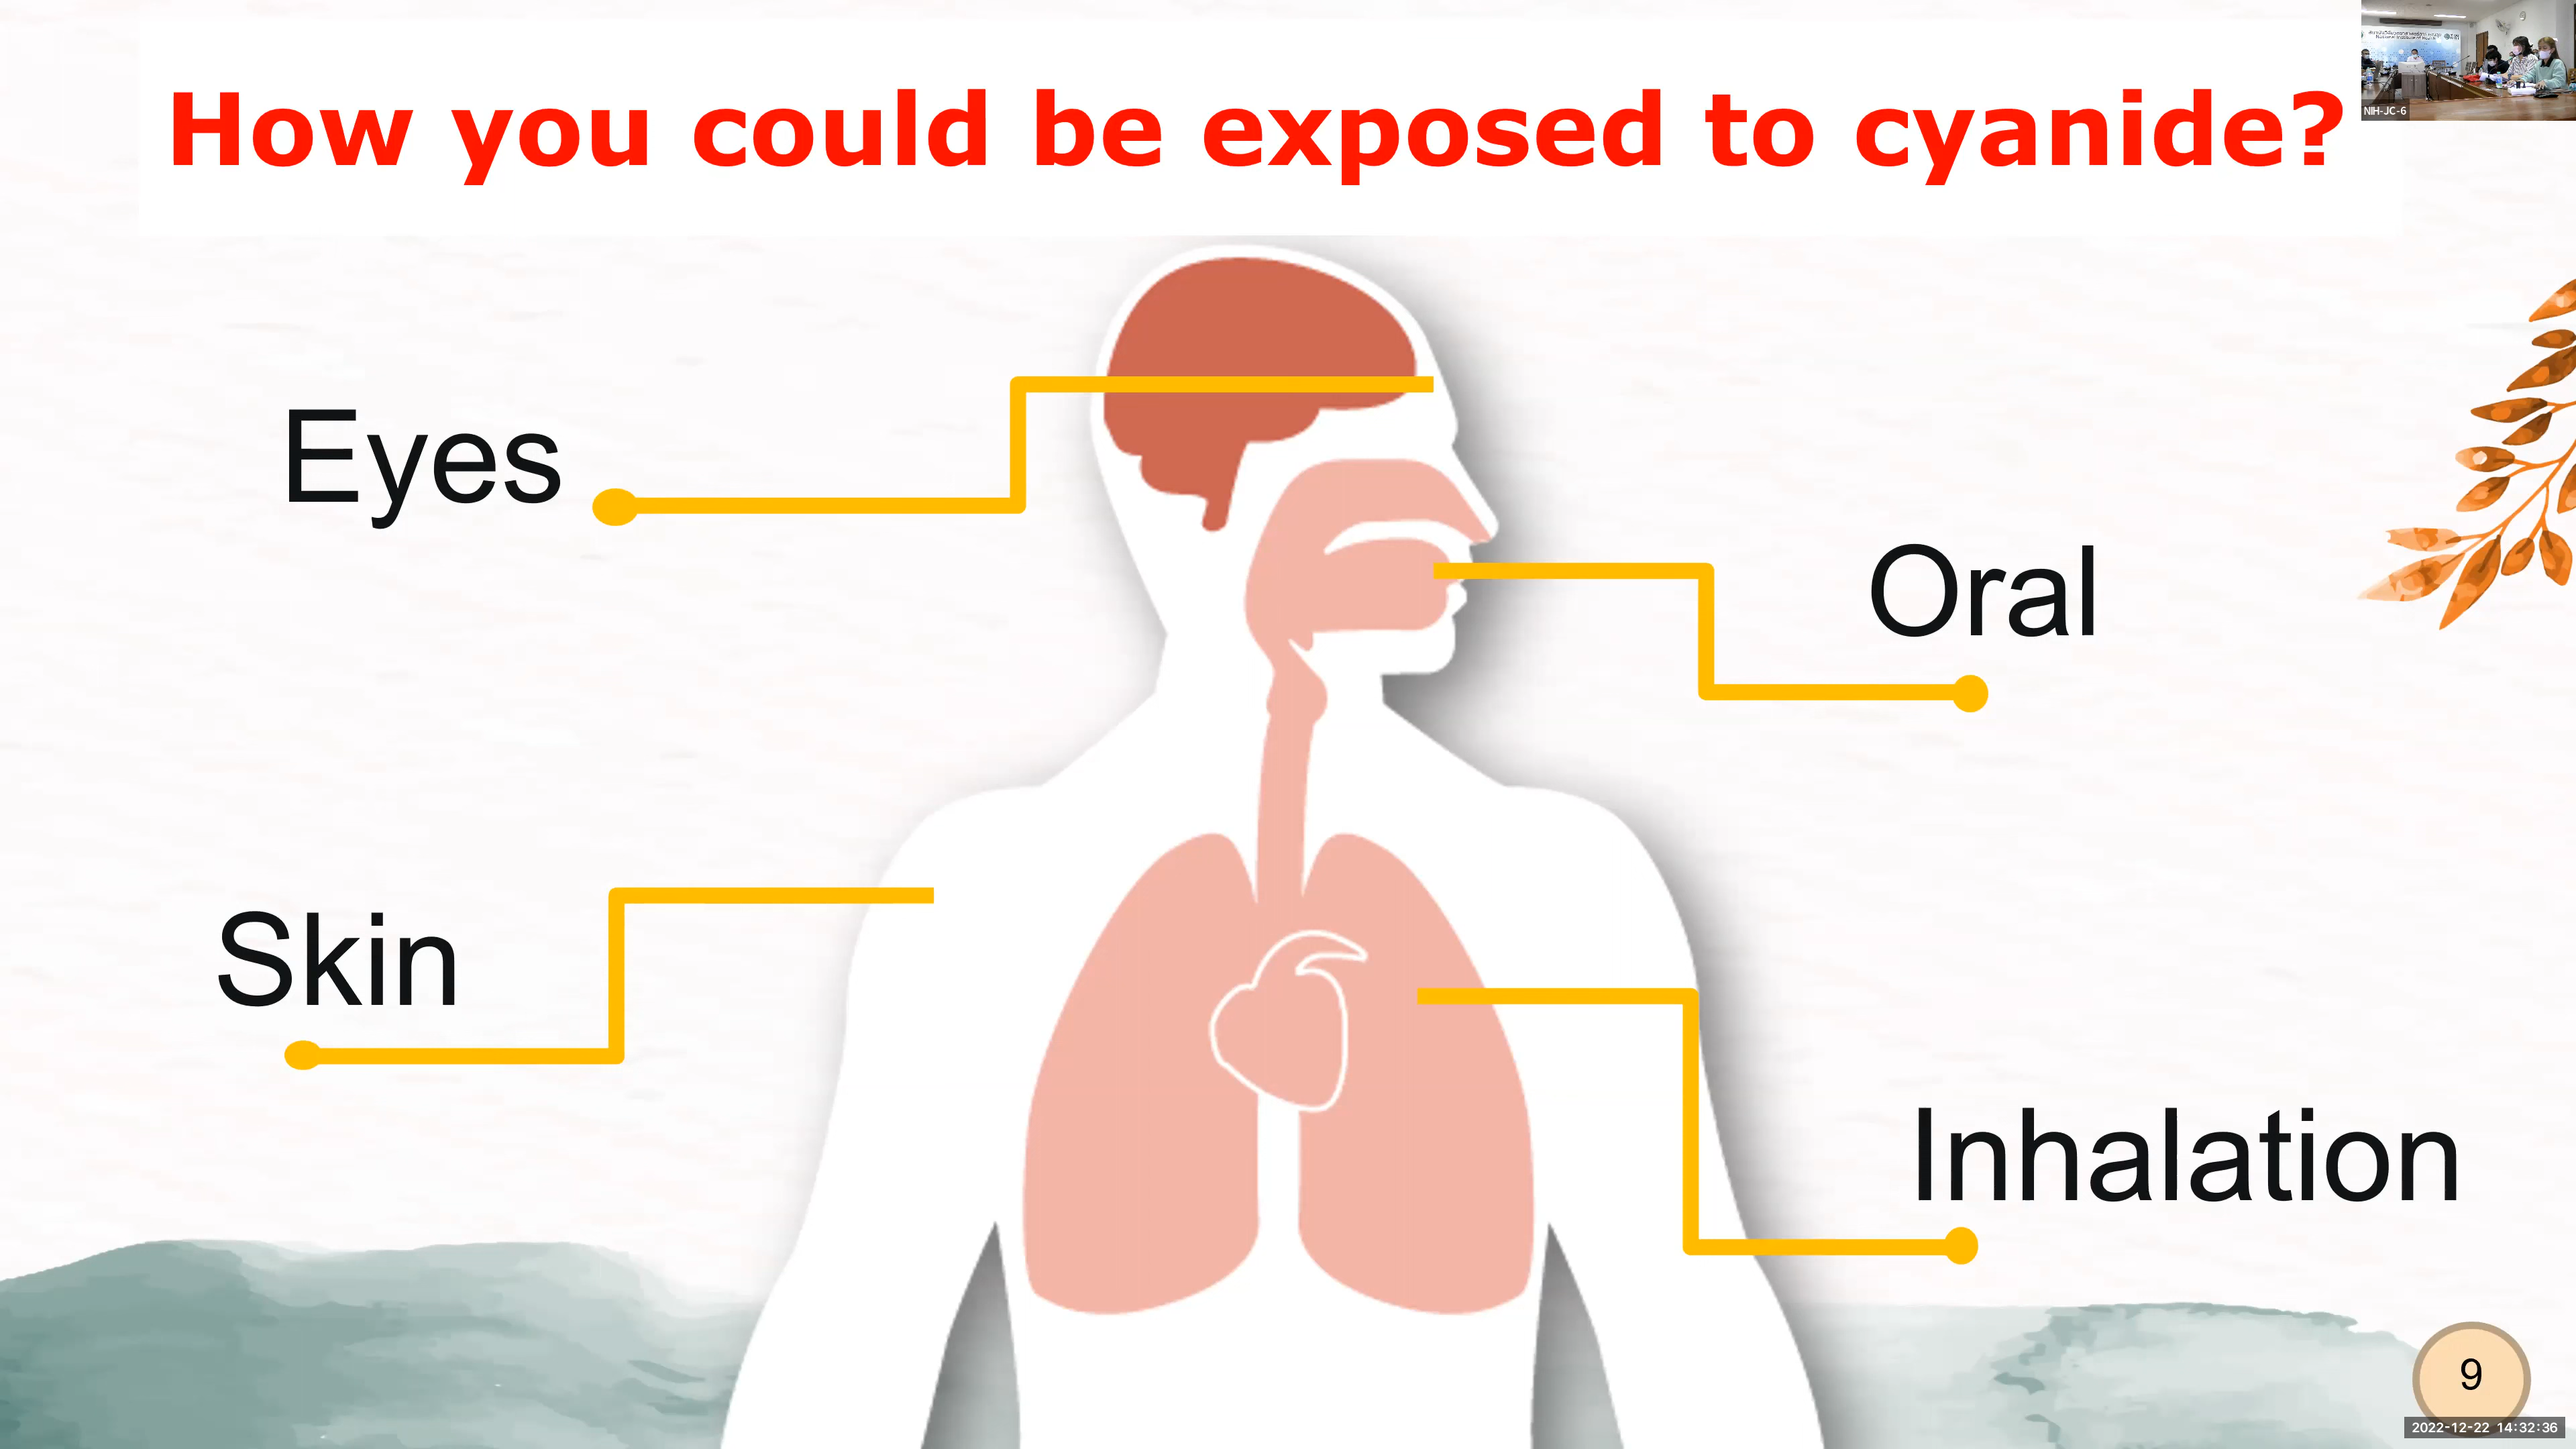 How you could be exposed to cyanide?
NIH-JC-6
Eyes
Oral
Skin
Inhalation
9
2022-12-22 14:32:36